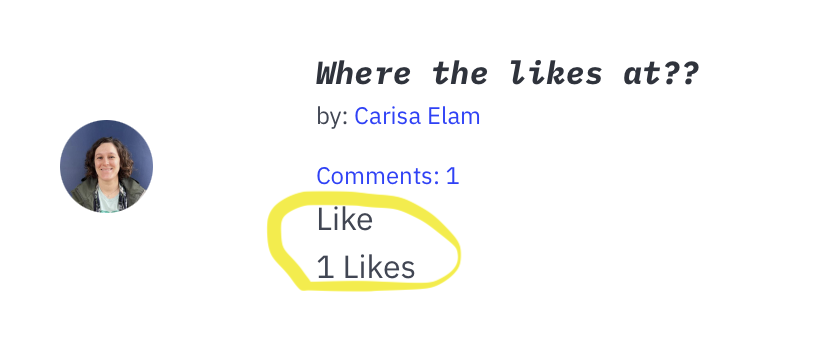 Where the likes at??
by: Carisa Elam
Comments: 1
Like
1 Likes